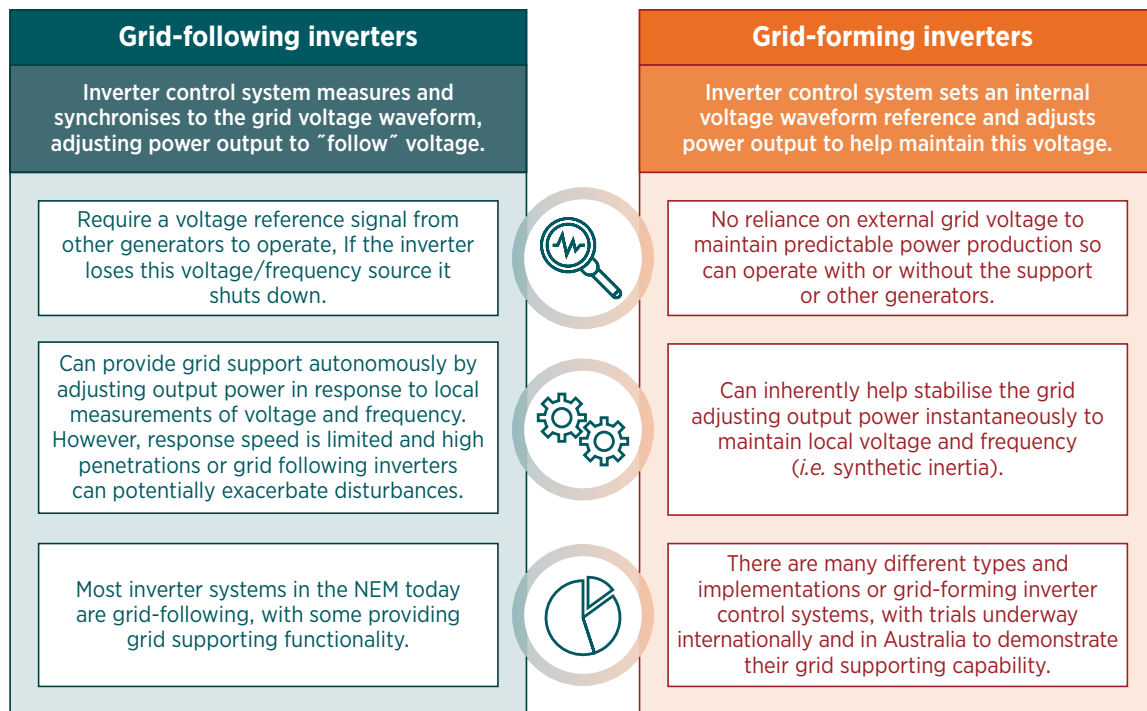 Grid-following inverters
Inverter control system measures and
synchronises to the grid voltage waveform,
adjusting power output to ˝follow˝ voltage.
Require a voltage reference signal from
other generators to operate, If the inverter
loses this voltage/frequency source it
shuts down.
Can provide grid support autonomously by
adjusting output power in response to local
measurements of voltage and frequency.
However, response speed is limited and high
penetrations or grid following inverters
can potentially exacerbate disturbances.
Most inverter systems in the NEM today
are grid-following, with some providing
grid supporting functionality.
Grid-forming inverters
Inverter control system sets an internal
voltage waveform reference and adjusts
power output to help maintain this voltage.
No reliance on external grid voltage to
maintain predictable power production so
can operate with or without the support
or other generators.
Can inherently help stabilise the grid
adjusting output power instantaneously to
maintain local voltage and frequency
(i.e. synthetic inertia).
There are many different types and
implementations or grid-forming inverter
control systems, with trials underway
internationally and in Australia to demonstrate
their grid supporting capability.